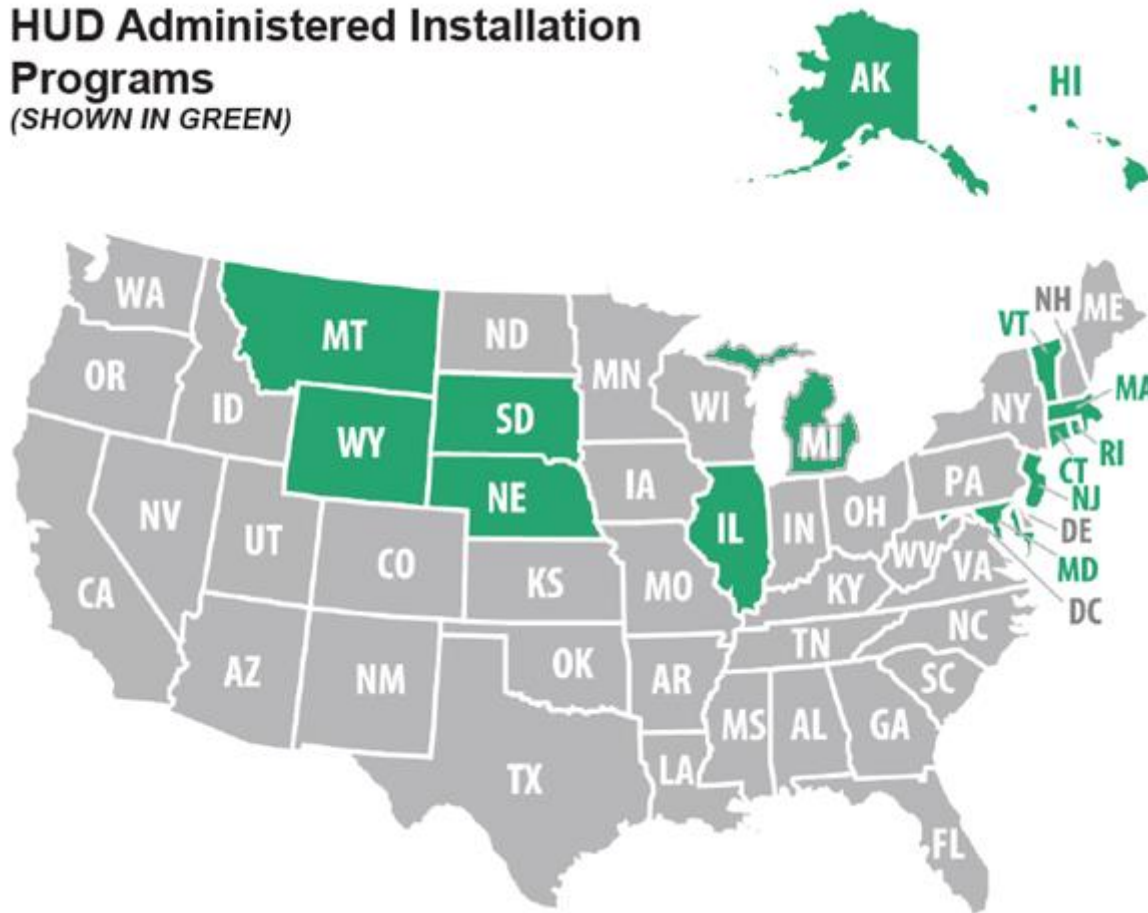 HUD Administered Installation
Programs
(SHOWN IN GREEN)
AK
HI
WA
MT
ND
MN
OR
ID
WY
SD
WI
MI
NY
VT
NH
ME
MA
RI
CT
NJ
DE
MD
DC
NE
IA
IL
IN
OH
PA
NV
UT
CO
KS
MO
KY
WV
VA
CA
AZ
NM
OK
AR
TN
NC
SC
TX
LA
MS
AL
GA
FL